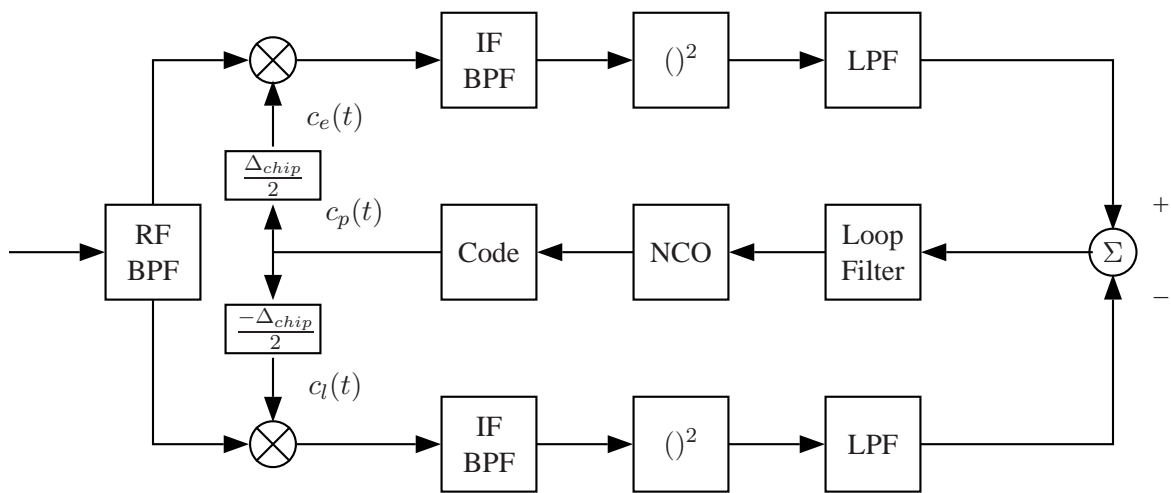 IF
BPF
()²
LPF
c_e(t)
Δ_chip
2
+
c_p(t)
RF
BPF
Code
NCO
Loop
Filter
Σ
−Δ_chip
2
−
c_l(t)
IF
BPF
()²
LPF